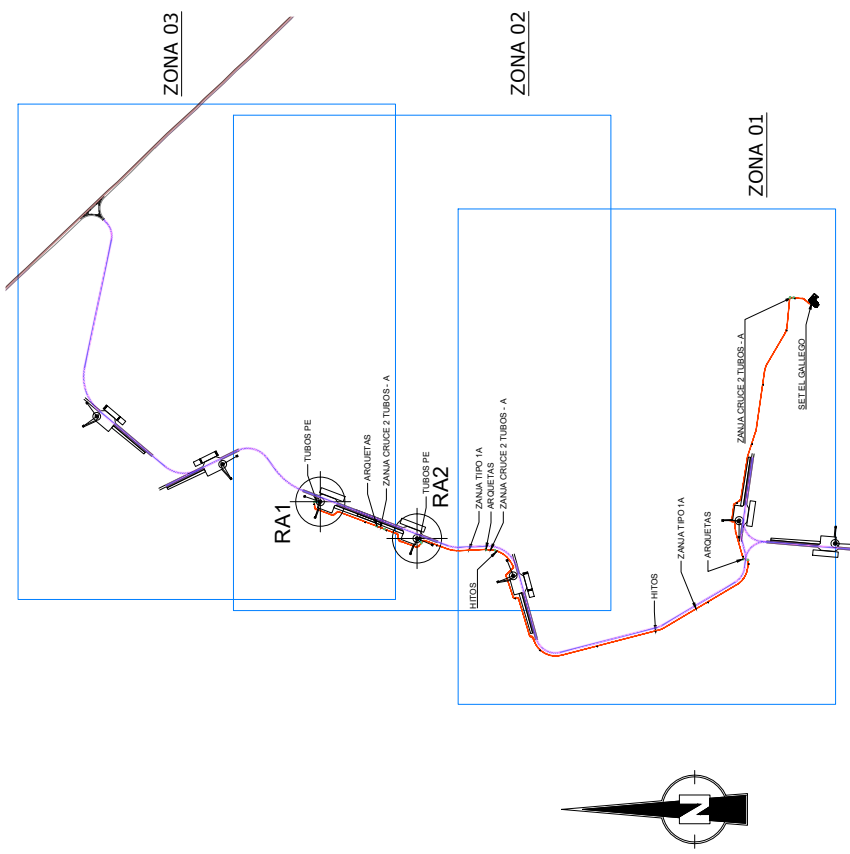 ZONA 03
ZONA 02
ZONA 01
TUBOS PE
RA1
ARQUETAS
ZANJA CRUCE 2 TUBOS - A
TUBOS PE
RA2
ZANJA TIPO 1A
ARQUETAS
ZANJA CRUCE 2 TUBOS - A
HITOS
ZANJA CRUCE 2 TUBOS - A
SET EL GALLEGO
HITOS
ZANJA TIPO 1A
ARQUETAS
N